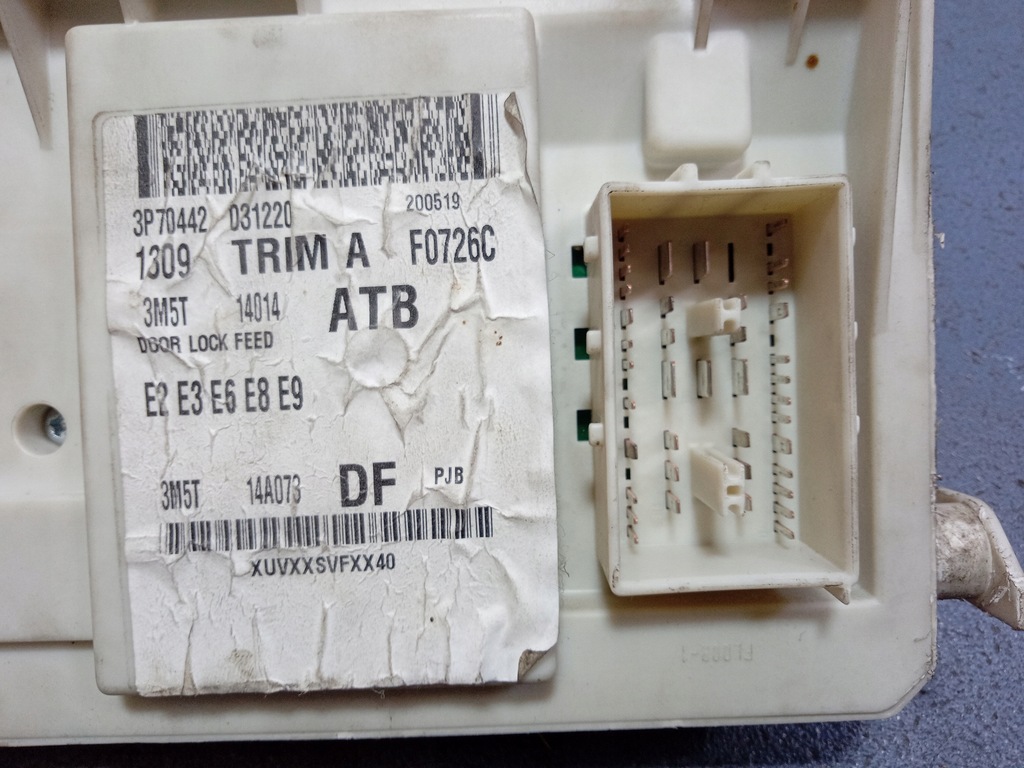 3P70442 031220 200519
1309 TRIM A F0726C
3M5T 14014 ATB
DOOR LOCK FEED
E2 E3 E6 E8 E9
3M5T 14A073 DF PJB
XUVXXSVFXX40